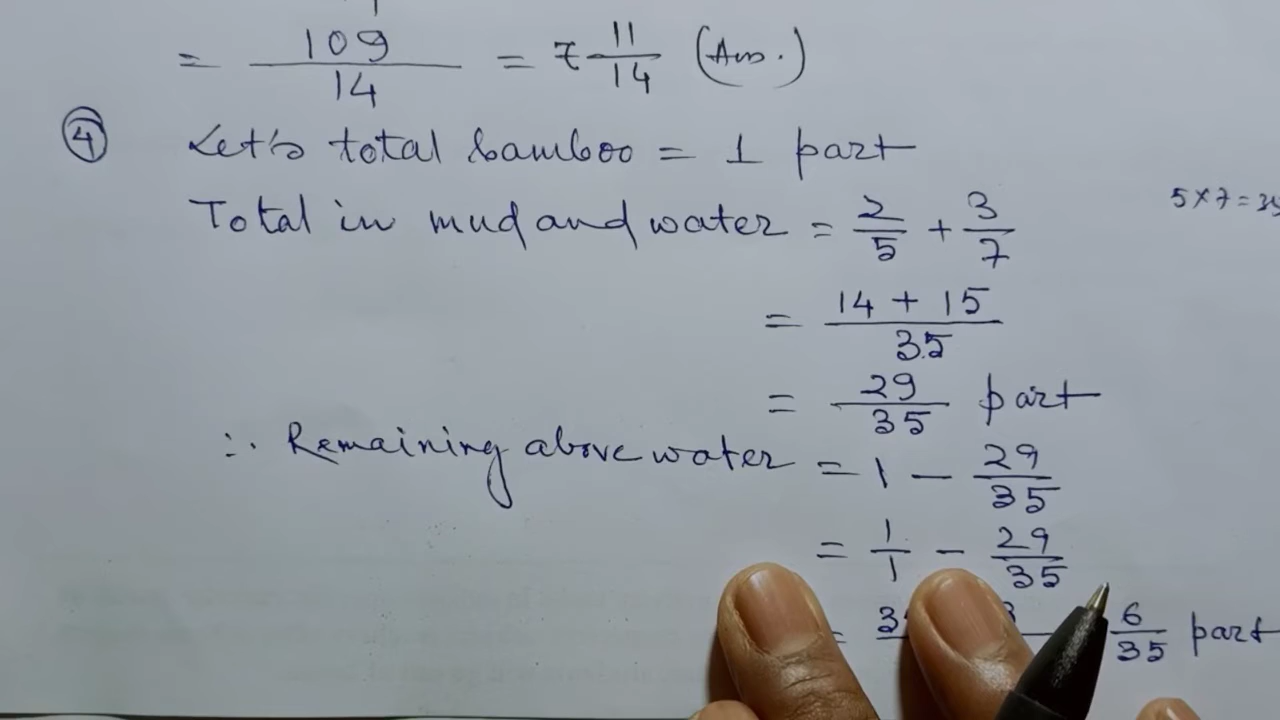 = 109/14 = 7 11/14 (Ans.)
④ Let's total bamboo = 1 part
Total in mud and water = 2/5 + 3/7
5 × 7 = 35
= 14 + 15/35
= 29/35 part
∴ Remaining above water = 1 - 29/35
= 1/1 - 29/35
= 6/35 part